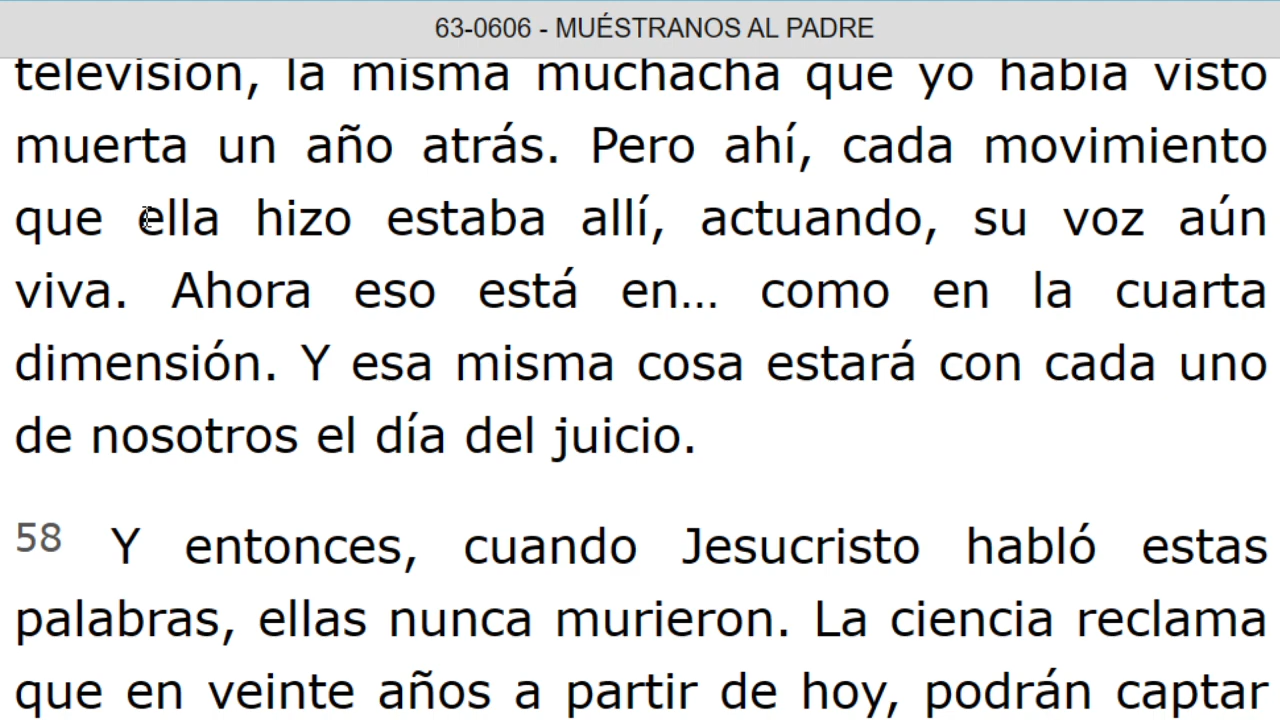 63-0606 - MUÉSTRANOS AL PADRE
televisión, la misma muchacha que yo había visto
muerta un año atrás. Pero ahí, cada movimiento
que ella hizo estaba allí, actuando, su voz aún
viva. Ahora eso está en... como en la cuarta
dimensión. Y esa misma cosa estará con cada uno
de nosotros el día del juicio.
58 Y entonces, cuando Jesucristo habló estas
palabras, ellas nunca murieron. La ciencia reclama
que en veinte años a partir de hoy, podrán captar